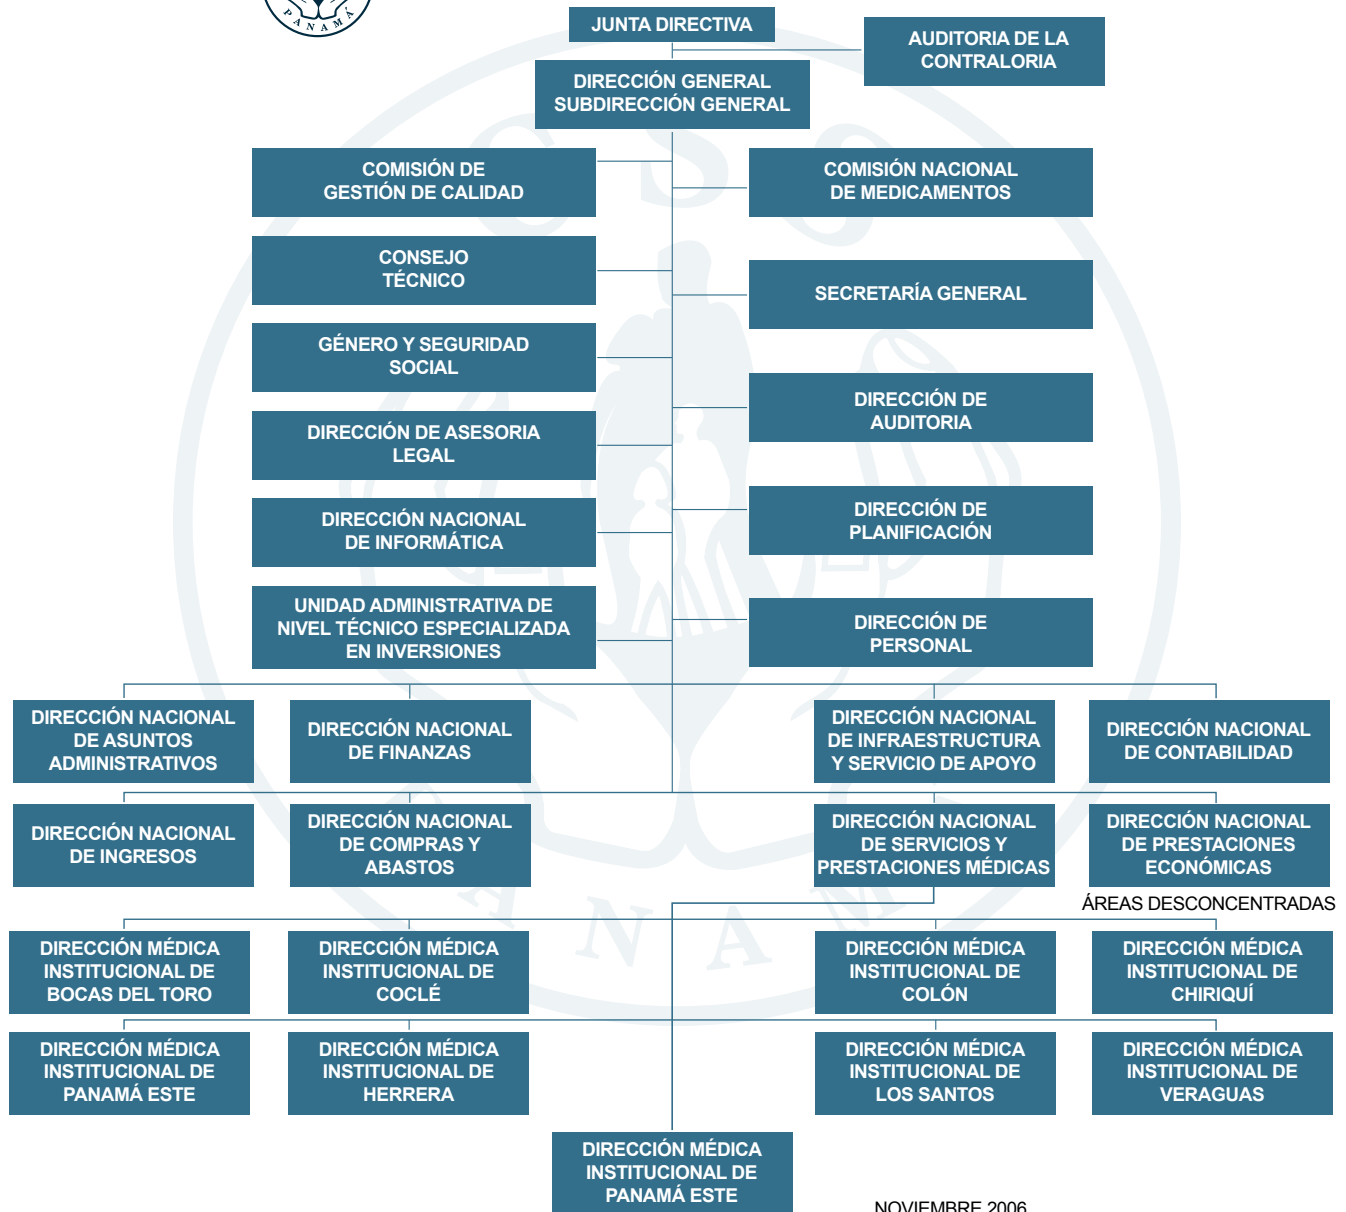 PANAMÁ
JUNTA DIRECTIVA
AUDITORIA DE LA
CONTRALORIA
DIRECCIÓN GENERAL
SUBDIRECCIÓN GENERAL
COMISIÓN DE
GESTIÓN DE CALIDAD
COMISIÓN NACIONAL
DE MEDICAMENTOS
CONSEJO
TÉCNICO
SECRETARÍA GENERAL
GÉNERO Y SEGURIDAD
SOCIAL
DIRECCIÓN DE
AUDITORIA
DIRECCIÓN DE ASESORIA
LEGAL
DIRECCIÓN NACIONAL
DE INFORMÁTICA
DIRECCIÓN DE
PLANIFICACIÓN
UNIDAD ADMINISTRATIVA DE
NIVEL TÉCNICO ESPECIALIZADA
EN INVERSIONES
DIRECCIÓN DE
PERSONAL
DIRECCIÓN NACIONAL
DE ASUNTOS
ADMINISTRATIVOS
DIRECCIÓN NACIONAL
DE FINANZAS
DIRECCIÓN NACIONAL
DE INFRAESTRUCTURA
Y SERVICIO DE APOYO
DIRECCIÓN NACIONAL
DE CONTABILIDAD
DIRECCIÓN NACIONAL
DE INGRESOS
DIRECCIÓN NACIONAL
DE COMPRAS Y
ABASTOS
DIRECCIÓN NACIONAL
DE SERVICIOS Y
PRESTACIONES MÉDICAS
DIRECCIÓN NACIONAL
DE PRESTACIONES
ECONÓMICAS
ÁREAS DESCONCENTRADAS
DIRECCIÓN MÉDICA
INSTITUCIONAL DE
BOCAS DEL TORO
DIRECCIÓN MÉDICA
INSTITUCIONAL DE
COCLÉ
DIRECCIÓN MÉDICA
INSTITUCIONAL DE
COLÓN
DIRECCIÓN MÉDICA
INSTITUCIONAL DE
CHIRIQUÍ
DIRECCIÓN MÉDICA
INSTITUCIONAL DE
PANAMÁ ESTE
DIRECCIÓN MÉDICA
INSTITUCIONAL DE
HERRERA
DIRECCIÓN MÉDICA
INSTITUCIONAL DE
LOS SANTOS
DIRECCIÓN MÉDICA
INSTITUCIONAL DE
VERAGUAS
DIRECCIÓN MÉDICA
INSTITUCIONAL DE
PANAMÁ ESTE
NOVIEMBRE 2006
CSS